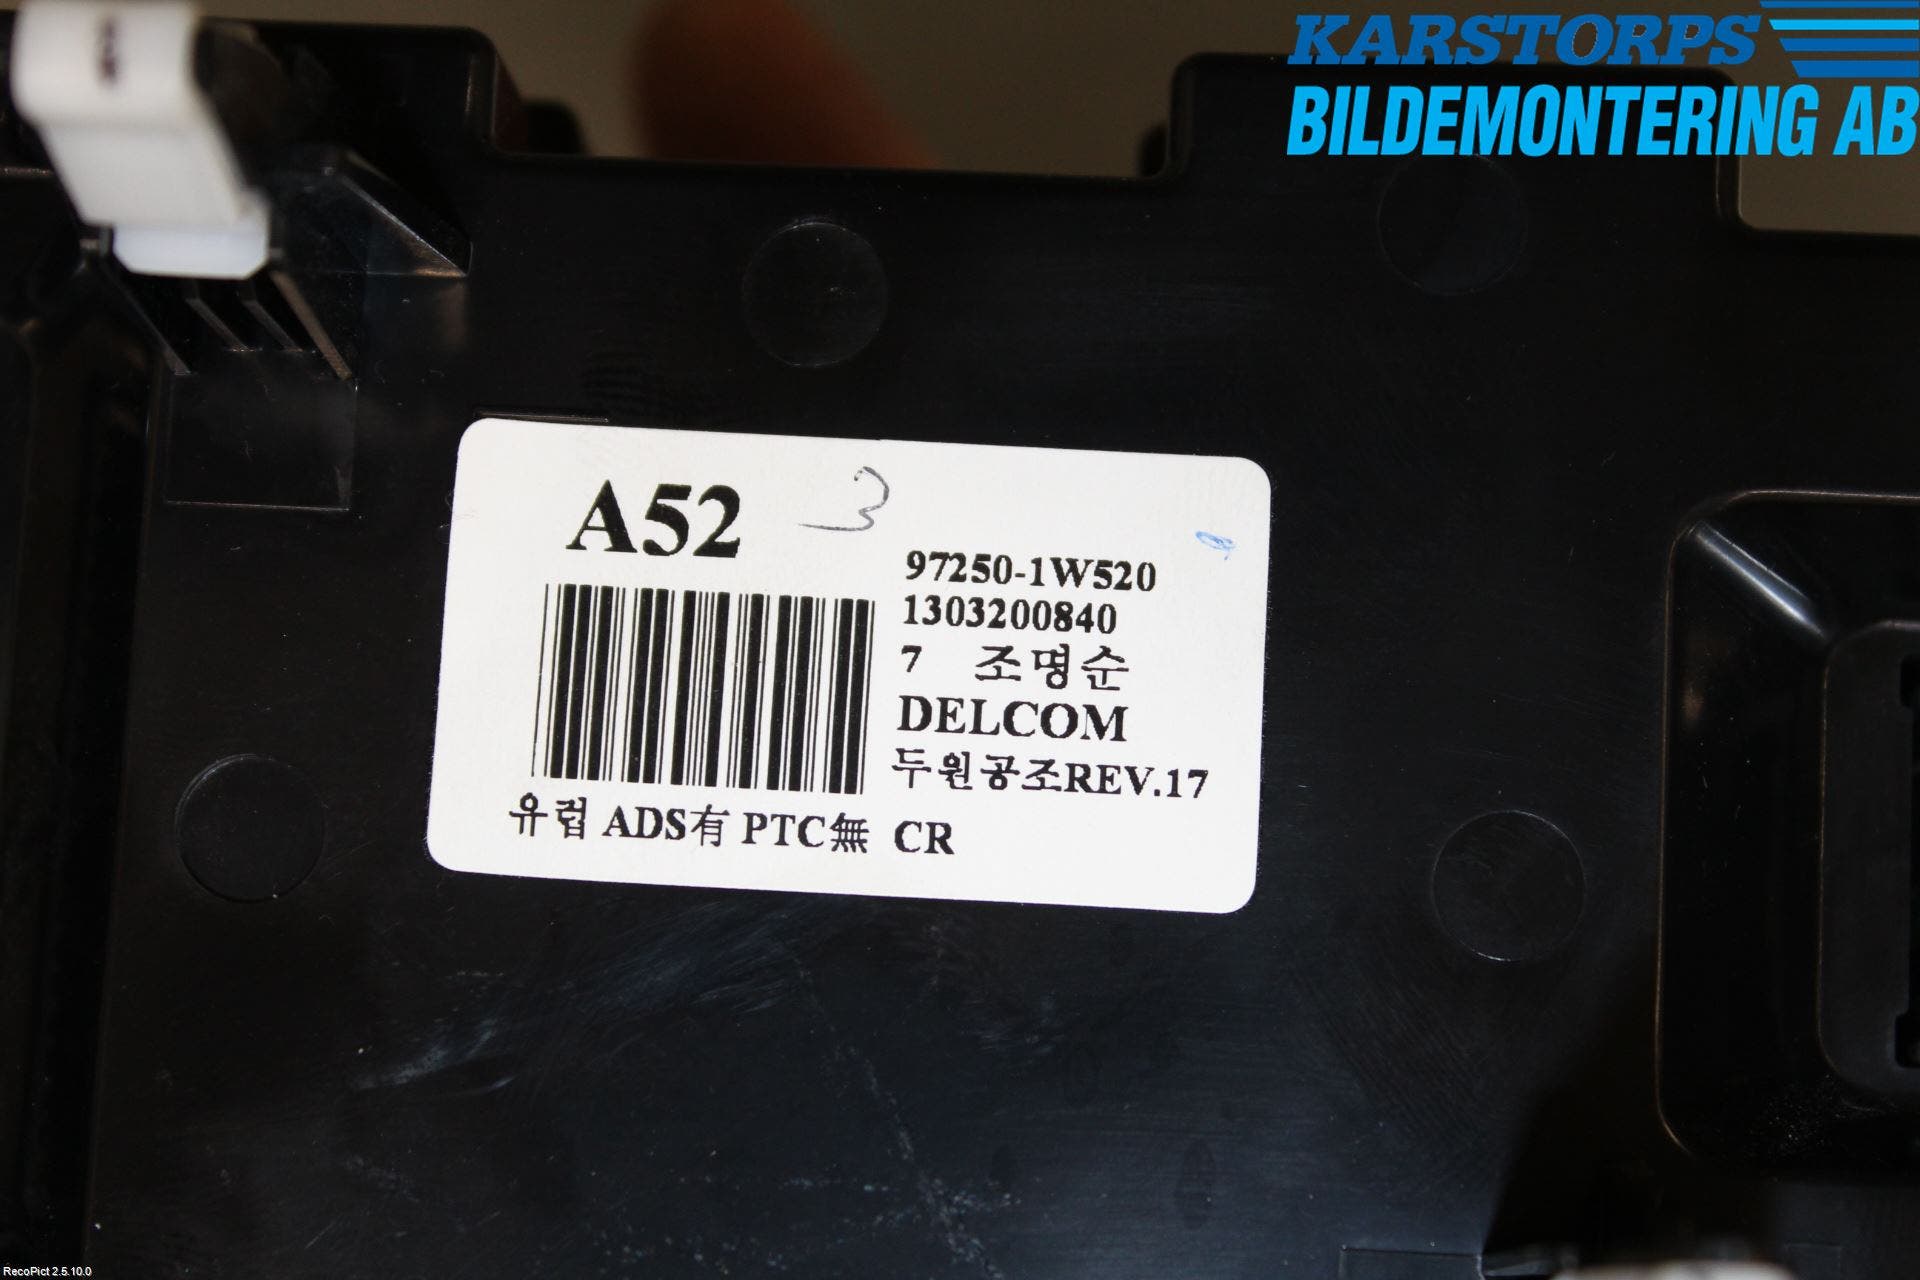 KARSTORPS
BILDEMONTERING AB
A52
3
97250-1W520
1303200840
7 조명순
DELCOM
두원공조REV.17
유럽 ADS有 PTC無 CR
RecoPict 2.5.10.0